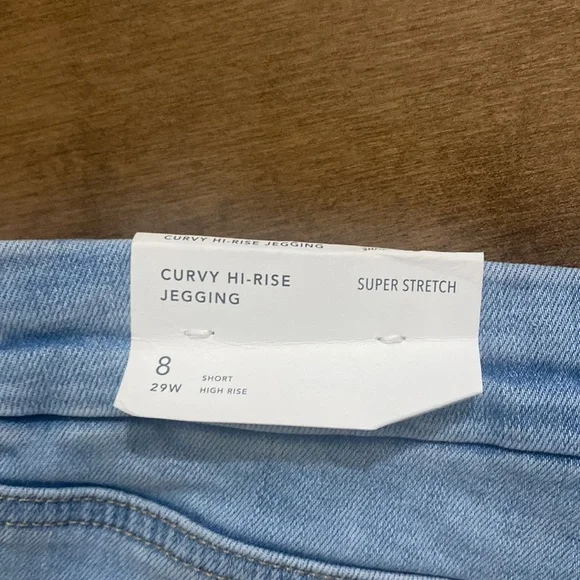 CURVY HI-RISE JEGGING
CURVY HI-RISE
JEGGING
SUPER STRETCH
8
29W
SHORT
HIGH RISE